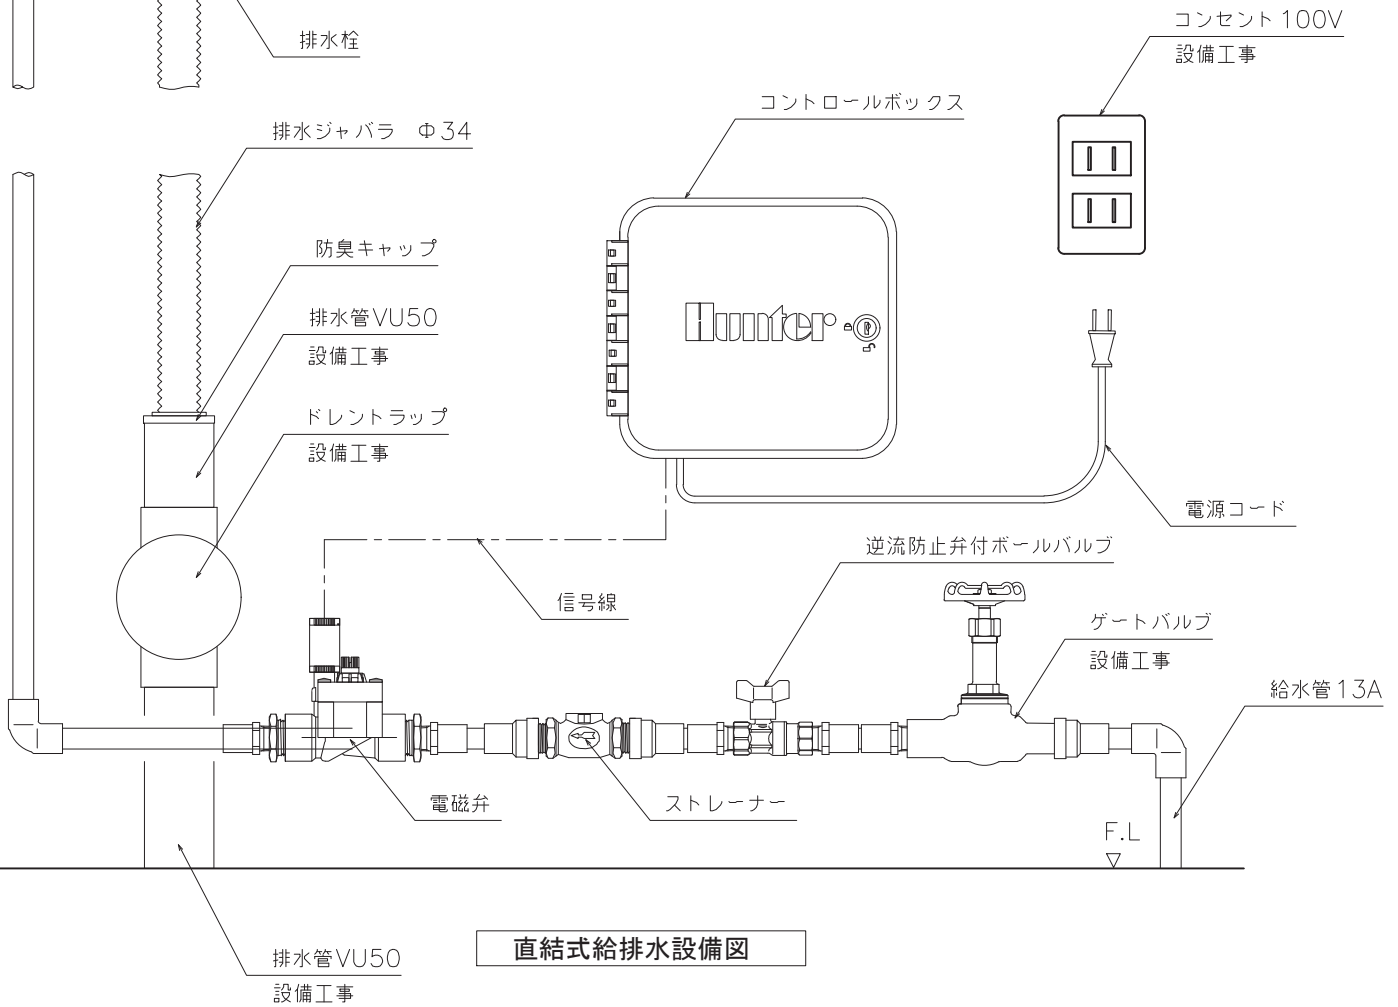 コンセント100V
設備工事
排水栓
コントロールボックス
排水ジャバラ Φ34
防臭キャップ
排水管VU50
設備工事
Hunter
ドレントラップ
設備工事
電源コード
逆流防止弁付ボールバルブ
信号線
ゲートバルブ
設備工事
給水管13A
電磁弁
ストレーナー
F.L
直結式給排水設備図
排水管VU50
設備工事